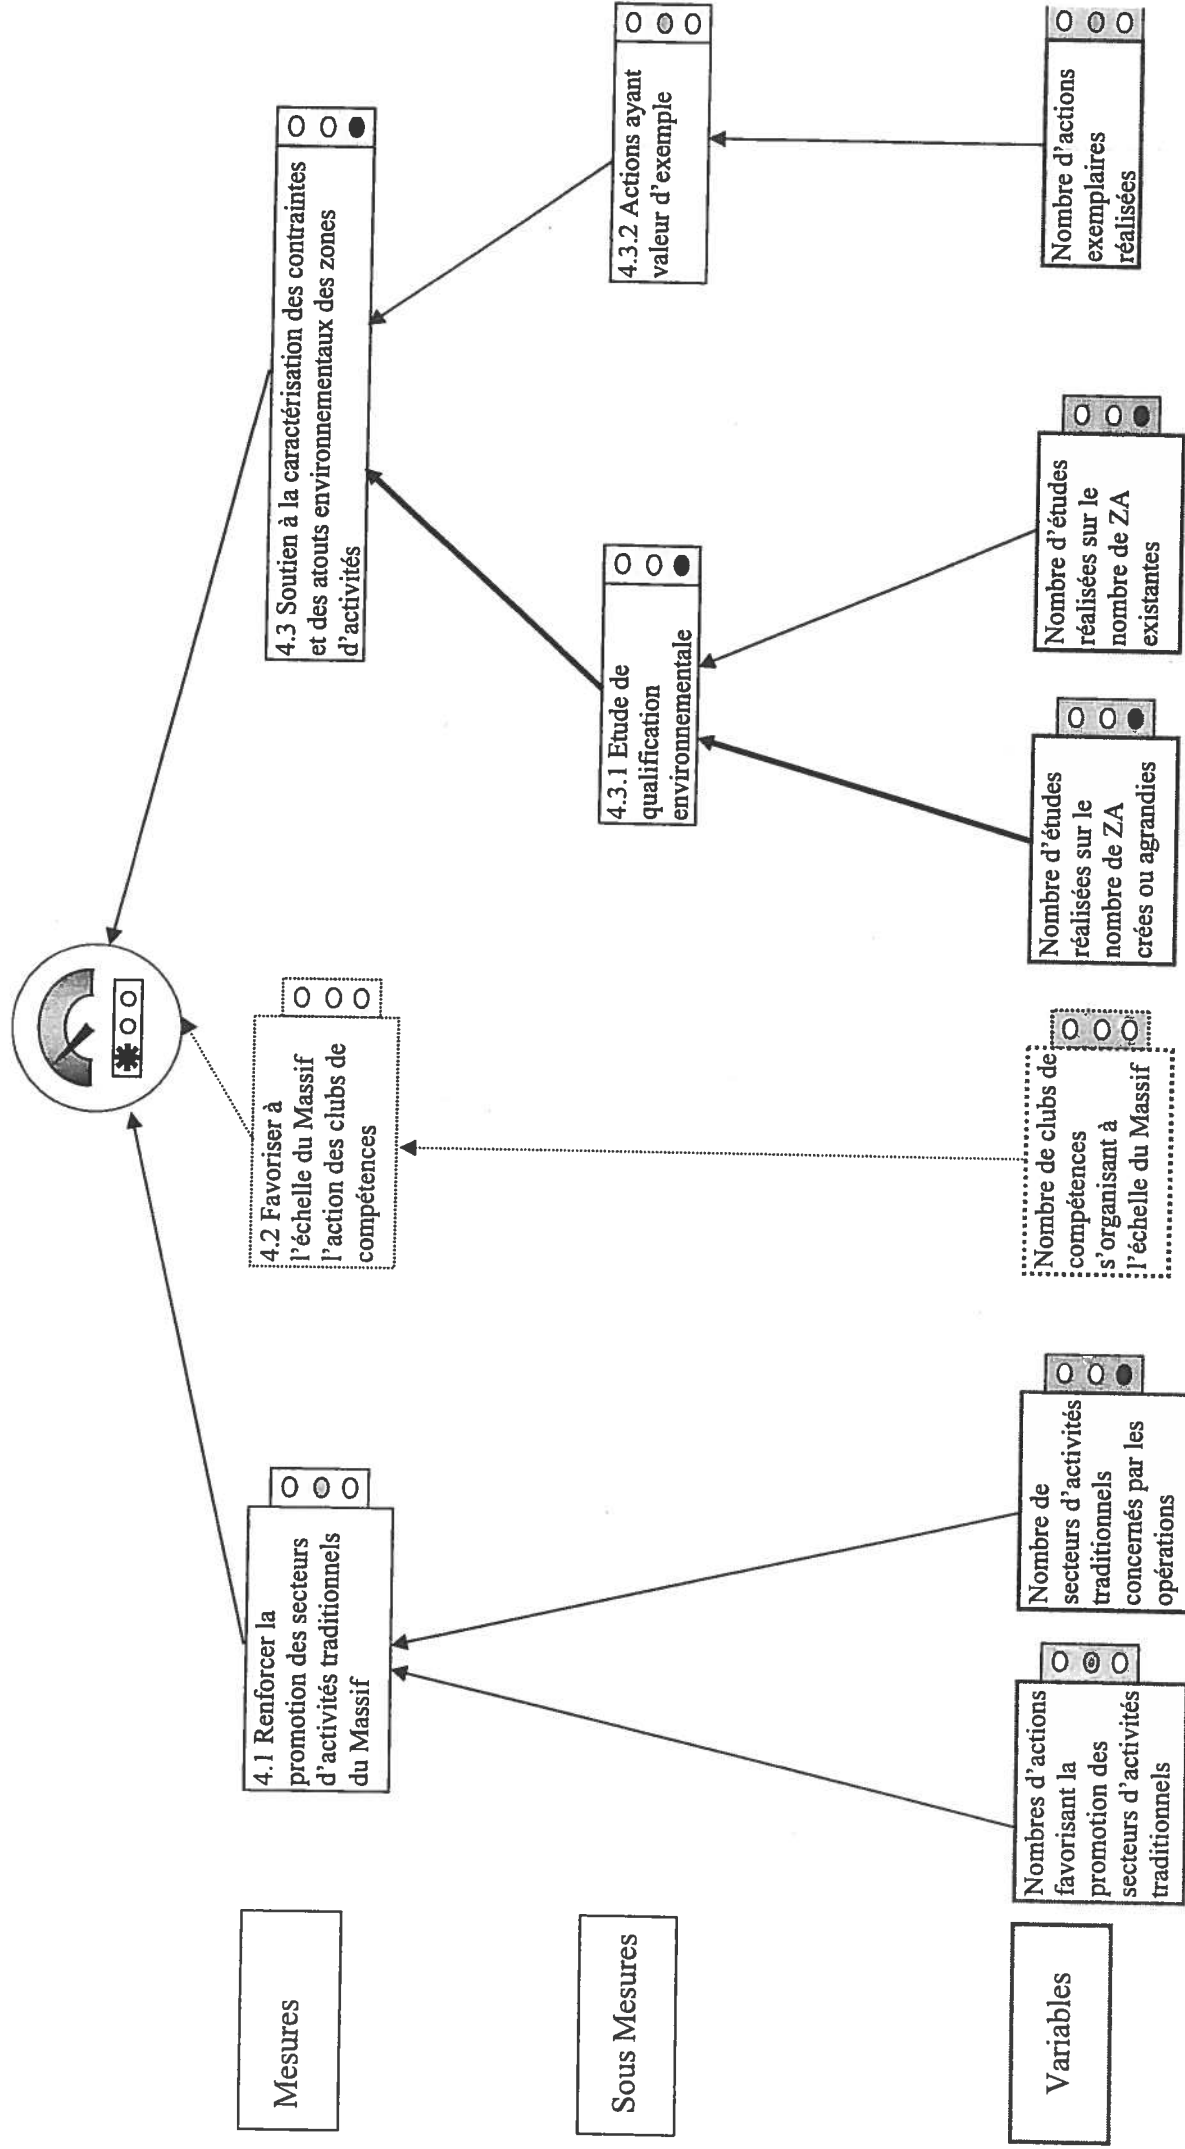 Mesures
4.1 Renforcer la
promotion des secteurs
d'activités traditionnels
du Massif
4.2 Favoriser à
l'échelle du Massif
l'action des clubs de
compétences
4.3 Soutien à la caractérisation des contraintes
et des atouts environnementaux des zones
d'activités
Sous Mesures
4.3.1 Etude de
qualification
environnementale
4.3.2 Actions ayant
valeur d'exemple
Variables
Nombres d'actions
favorisant la
promotion des
secteurs d'activités
traditionnels
Nombre de
secteurs d'activités
traditionnels
concernés par les
opérations
Nombre de clubs de
compétences
s'organisant à
l'échelle du Massif
Nombre d'études
réalisées sur le
nombre de ZA
crées ou agrandies
Nombre d'études
réalisées sur le
nombre de ZA
existantes
Nombre d'actions
exemplaires
réalisées